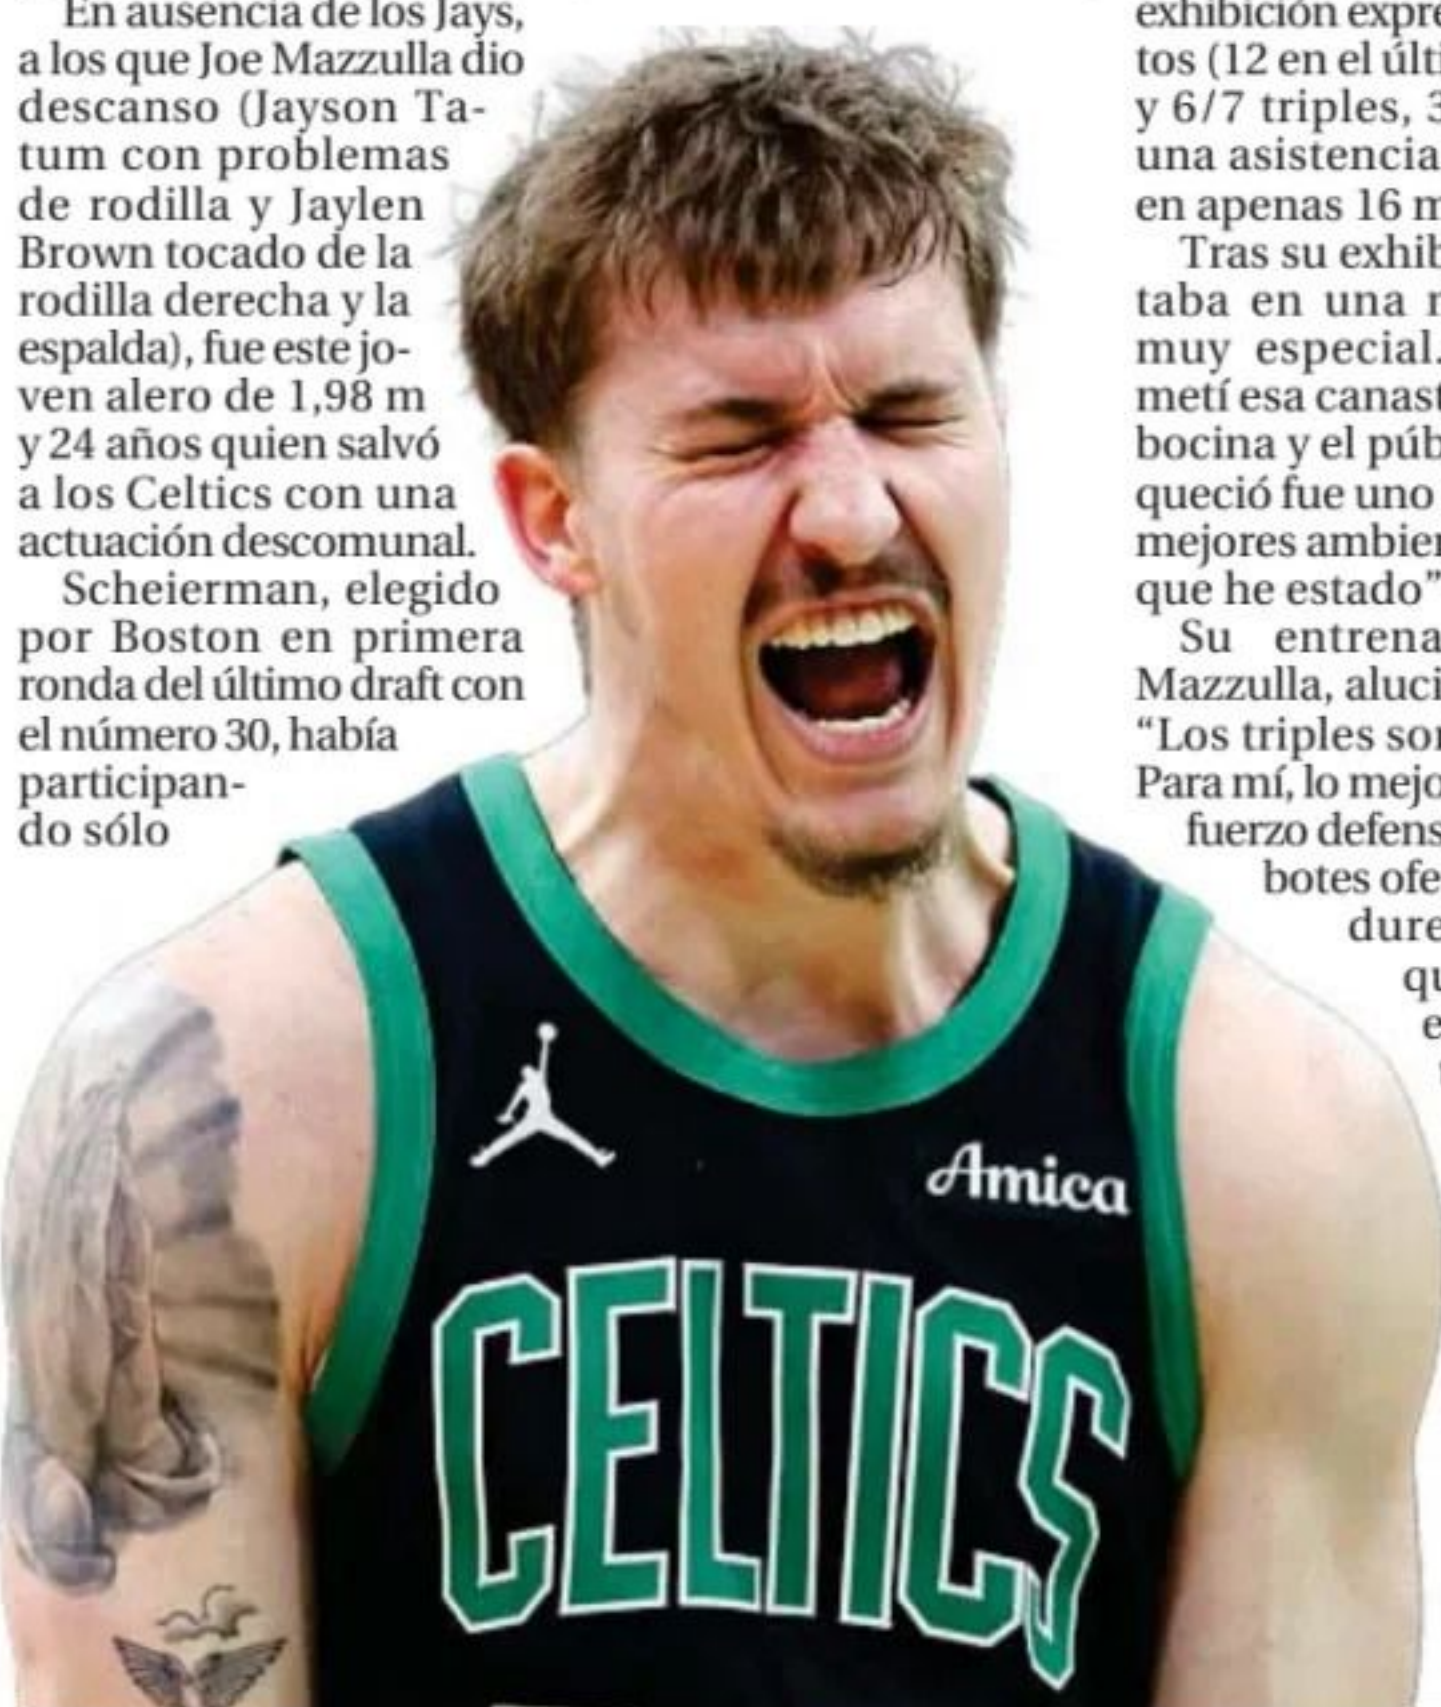 En ausencia de los Jays,
a los que Joe Mazzulla dio
descanso (Jayson Ta-
tum con problemas
de rodilla y Jaylen
Brown tocado de la
rodilla derecha y la
espalda), fue este jo-
ven alero de 1,98 m
y 24 años quien salvó
a los Celtics con una
actuación descomunal.
Scheierman, elegido
por Boston en primera
ronda del último draft con
el número 30, había
participan-
do sólo
Amica
CELTICS
exhibición expre
tos (12 en el últi
y 6/7 triples, 3
una asistencia
en apenas 16 m
Tras su exhib
taba en una r
muy especial.
metí esa canast
bocina y el púb
queció fue uno
mejores ambien
que he estado”
Su entrena
Mazzulla, aluci
“Los triples son
Para mí, lo mejo
fuerzo defens
botes ofe
dure
qu
e